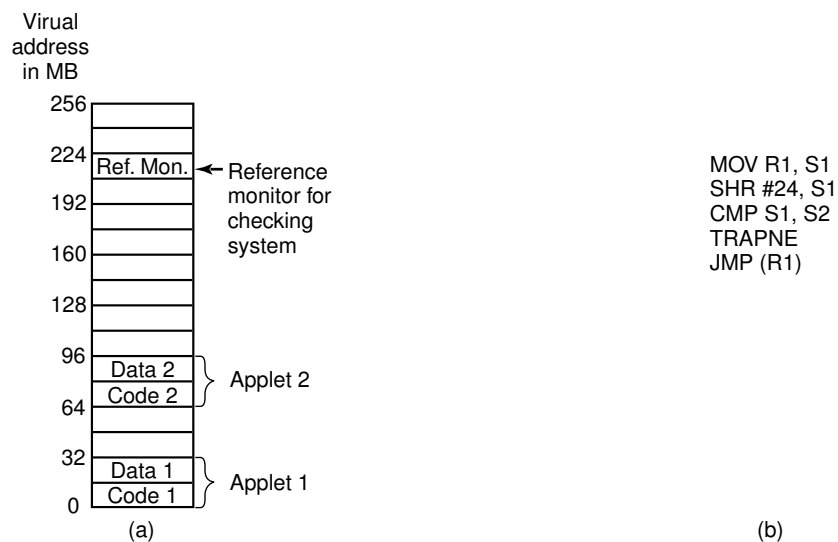 Virual
address
in MB
256
224
Ref. Mon.
Reference
monitor for
checking
system
192
160
128
96
Data 2
Code 2
Applet 2
64
32
Data 1
Code 1
Applet 1
0
(a)
MOV R1, S1
SHR #24, S1
CMP S1, S2
TRAPNE
JMP (R1)
(b)